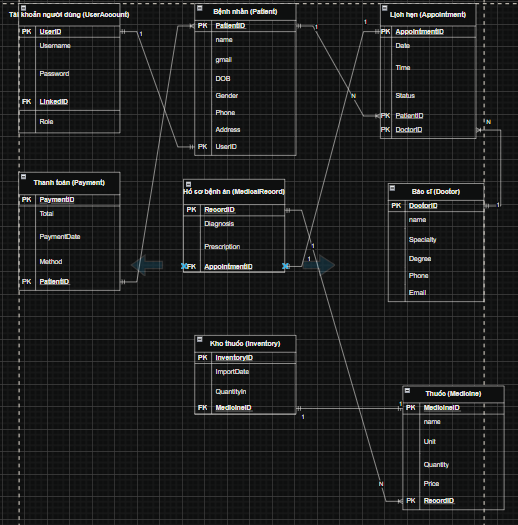 Tài khoản người dùng (UserAccount)
PK UserID
Username
Password
FK LinkedID
Role
1
Bệnh nhân (Patient)
PK PatientID
name
gmail
DOB
Gender
Phone
Address
PK UserID
1
N
1
Lịch hẹn (Appointment)
PK AppointmentID
Date
Time
Status
PK PatientID
PK DoctorID
N
1
Thanh toán (Payment)
PK PaymentID
Total
PaymentDate
Method
PK PatientID
Hồ sơ bệnh án (MedicalRecord)
PK RecordID
Diagnosis
Prescription
FK AppointmentID
1
1
Bác sĩ (Doctor)
PK DoctorID
name
Specialty
Degree
Phone
Email
Kho thuốc (Inventory)
PK InventoryID
ImportDate
QuantityIn
FK MedicineID
1
1
Thuốc (Medicine)
PK MedicineID
name
Unit
Quantity
Price
PK RecordID
N